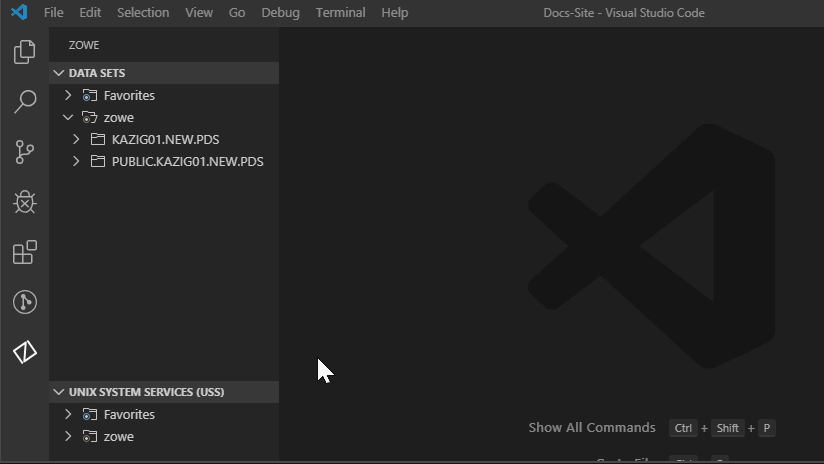 File Edit Selection View Go Debug Terminal Help Docs-Site - Visual Studio Code
ZOWE
DATA SETS
Favorites
zowe
KAZIG01.NEW.PDS
PUBLIC.KAZIG01.NEW.PDS
UNIX SYSTEM SERVICES (USS)
Favorites
zowe
Show All Commands Ctrl + Shift + P